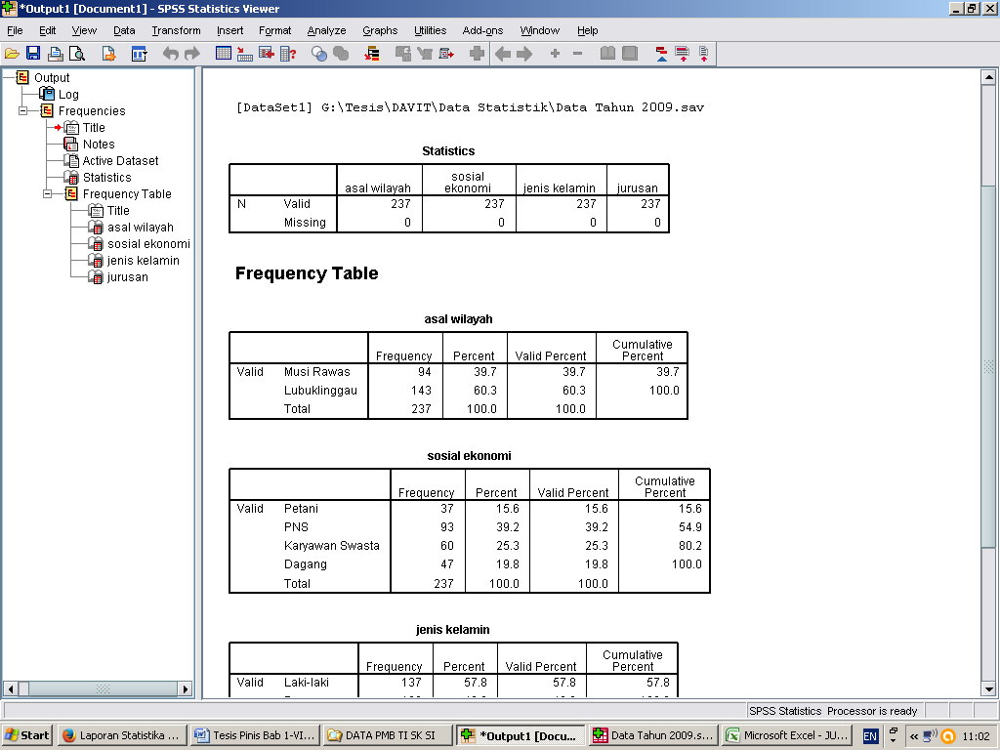 *Output1 [Document1] - SPSS Statistics Viewer
File Edit View Data Transform Insert Format Analyze Graphs Utilities Add-ons Window Help
Output
Log
Frequencies
Title
Notes
Active Dataset
Statistics
Frequency Table
Title
asal wilayah
sosial ekonomi
jenis kelamin
jurusan
[DataSet1] G:\Tesis\DAVIT\Data Statistik\Data Tahun 2009.sav
Statistics
asal wilayah sosial ekonomi jenis kelamin jurusan
N Valid 237 237 237 237
Missing 0 0 0 0
Frequency Table
asal wilayah
Frequency Percent Valid Percent Cumulative Percent
Valid Musi Rawas 94 39.7 39.7 39.7
Lubuklinggau 143 60.3 60.3 100.0
Total 237 100.0 100.0
sosial ekonomi
Frequency Percent Valid Percent Cumulative Percent
Valid Petani 37 15.6 15.6 15.6
PNS 93 39.2 39.2 54.9
Karyawan Swasta 60 25.3 25.3 80.2
Dagang 47 19.8 19.8 100.0
Total 237 100.0 100.0
jenis kelamin
Frequency Percent Valid Percent Cumulative Percent
Valid Laki-laki 137 57.8 57.8 57.8
SPSS Statistics Processor is ready
Start Laporan Statistika ... Tesis Pinis Bab 1-VI... DATA PMB TI SK SI *Output1 [Docu... Data Tahun 2009.s... Microsoft Excel - JU... EN « 11:02